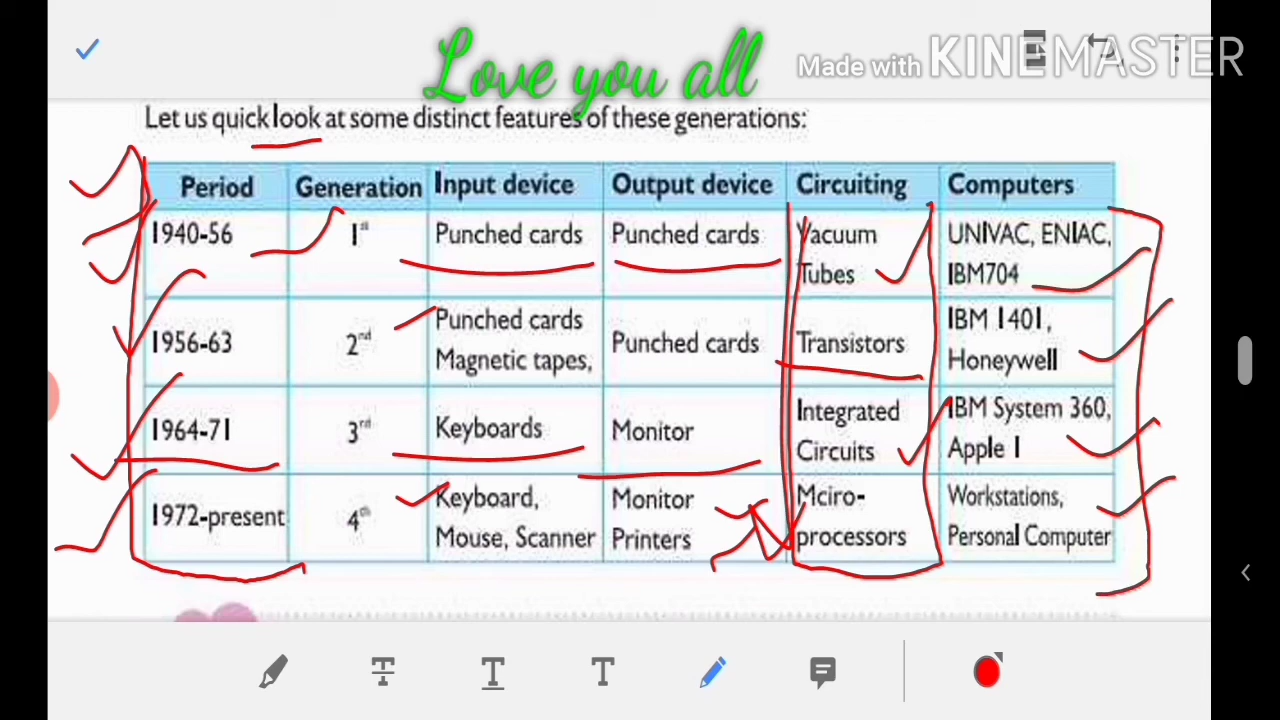 Love you all
Made with KINEMASTER
Let us quick look at some distinct features of these generations:
Period Generation Input device Output device Circuiting Computers
1940-56 1st Punched cards Punched cards Vacuum Tubes UNIVAC, ENIAC, IBM704
1956-63 2nd Punched cards Magnetic tapes, Punched cards Transistors IBM 1401, Honeywell
1964-71 3rd Keyboards Monitor Integrated Circuits IBM System 360, Apple 1
1972-present 4th Keyboard, Mouse, Scanner Monitor Printers Mciro-processors Workstations, Personal Computer
T T T